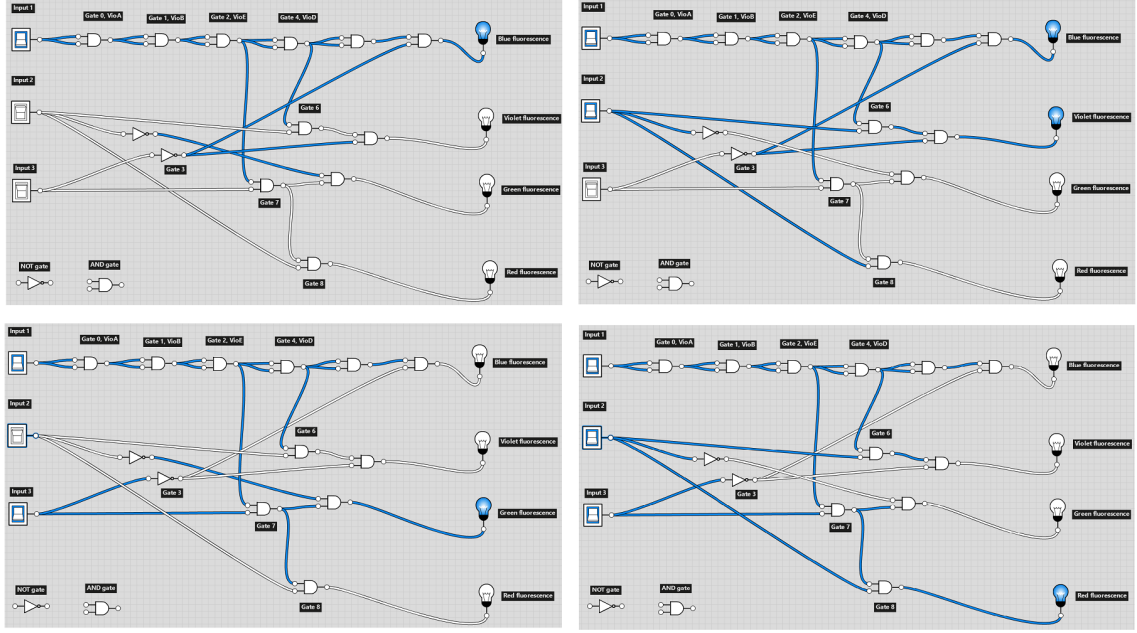 Input 1
Gate 0, VioA
Gate 1, VioB
Gate 2, VioE
Gate 4, VioD
Blue fluorescence
Input 2
Gate 6
Violet fluorescence
Gate 3
Input 3
Green fluorescence
Gate 7
NOT gate
AND gate
Gate 8
Red fluorescence
Input 1
Gate 0, VioA
Gate 1, VioB
Gate 2, VioE
Gate 4, VioD
Blue fluorescence
Input 2
Gate 6
Violet fluorescence
Gate 3
Input 3
Green fluorescence
Gate 7
NOT gate
AND gate
Gate 8
Red fluorescence
Input 1
Gate 0, VioA
Gate 1, VioB
Gate 2, VioE
Gate 4, VioD
Blue fluorescence
Input 2
Gate 6
Violet fluorescence
Gate 3
Input 3
Green fluorescence
Gate 7
NOT gate
AND gate
Gate 8
Red fluorescence
Input 1
Gate 0, VioA
Gate 1, VioB
Gate 2, VioE
Gate 4, VioD
Blue fluorescence
Input 2
Gate 6
Violet fluorescence
Gate 3
Input 3
Green fluorescence
Gate 7
NOT gate
AND gate
Gate 8
Red fluorescence